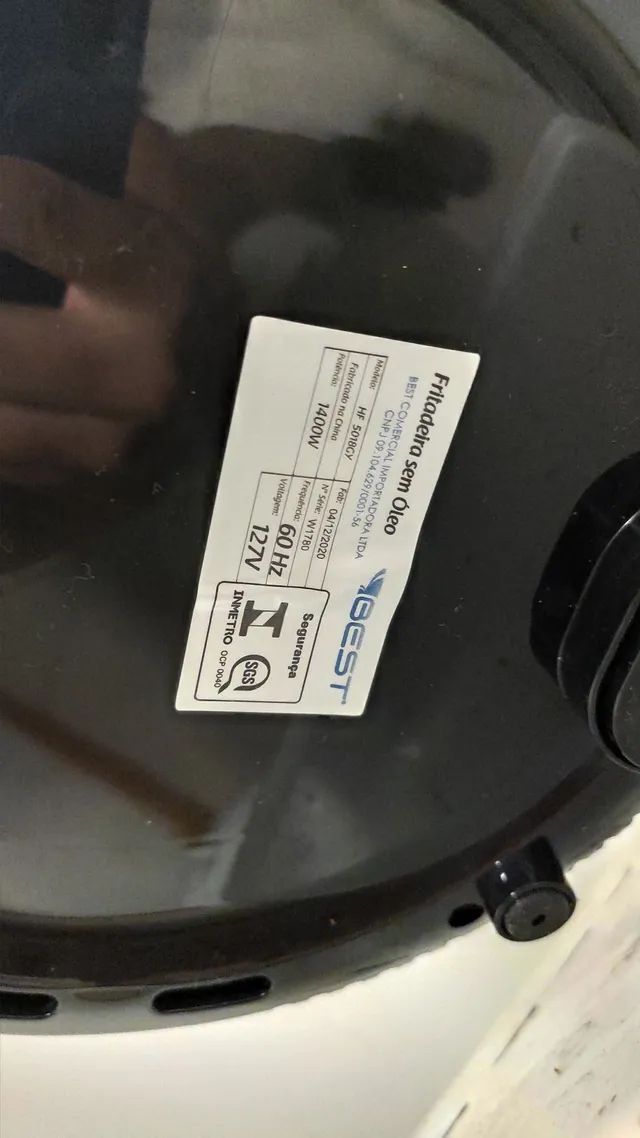 Fritadeira sem Óleo
BEST COMERCIAL IMPORTADORA LTDA
CNPJ 09.104.629/0001-56
BEST
Modelo: HF 5018GY
Fabricado na China
Potência: 1400W
Fab: 04/12/2020
Nº Série: W1780
Frequência: 60 Hz
Voltagem: 127V
Segurança
SGS
INMETRO OCP 0040